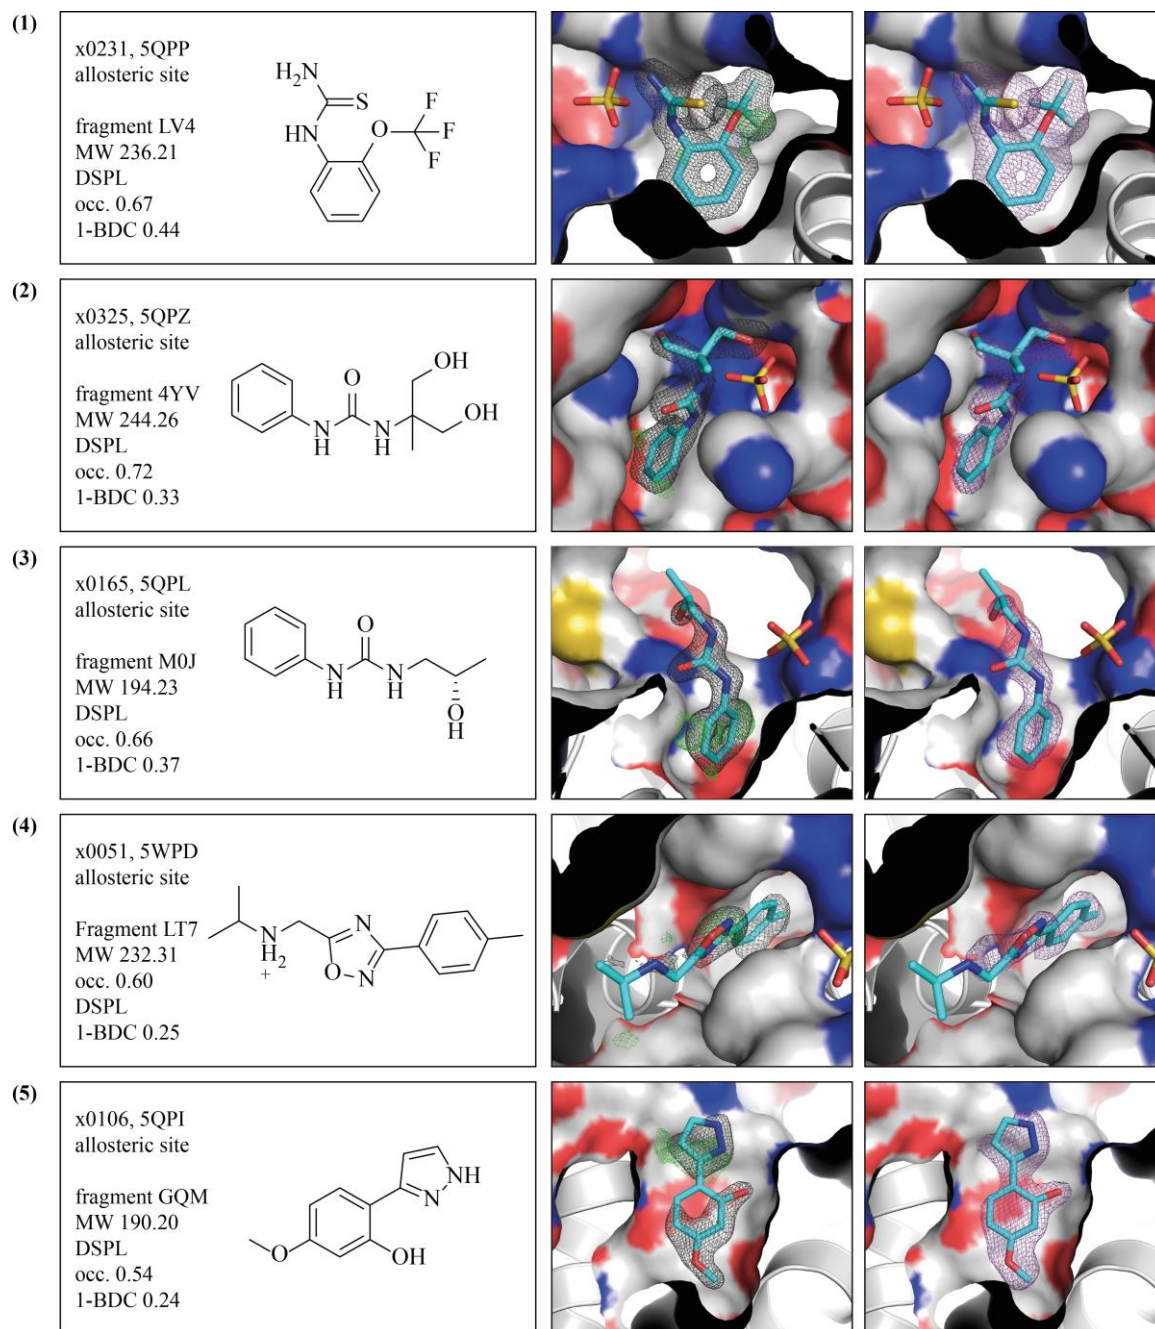 (1)
x0231, 5QPP
allosteric site
fragment LV4
MW 236.21
DSPL
occ. 0.67
1-BDC 0.44
H2N
S
HN
O
F
F
F
(2)
x0325, 5QPZ
allosteric site
fragment 4YV
MW 244.26
DSPL
occ. 0.72
1-BDC 0.33
O
OH
OH
N
H
N
H
(3)
x0165, 5QPL
allosteric site
fragment M0J
MW 194.23
DSPL
occ. 0.66
1-BDC 0.37
O
N
H
N
H
O
H
(4)
x0051, 5WPD
allosteric site
Fragment LT7
MW 232.31
occ. 0.60
DSPL
1-BDC 0.25
N
H2
+
N
O
N
(5)
x0106, 5QPI
allosteric site
fragment GQM
MW 190.20
DSPL
occ. 0.54
1-BDC 0.24
NH
N
O
OH